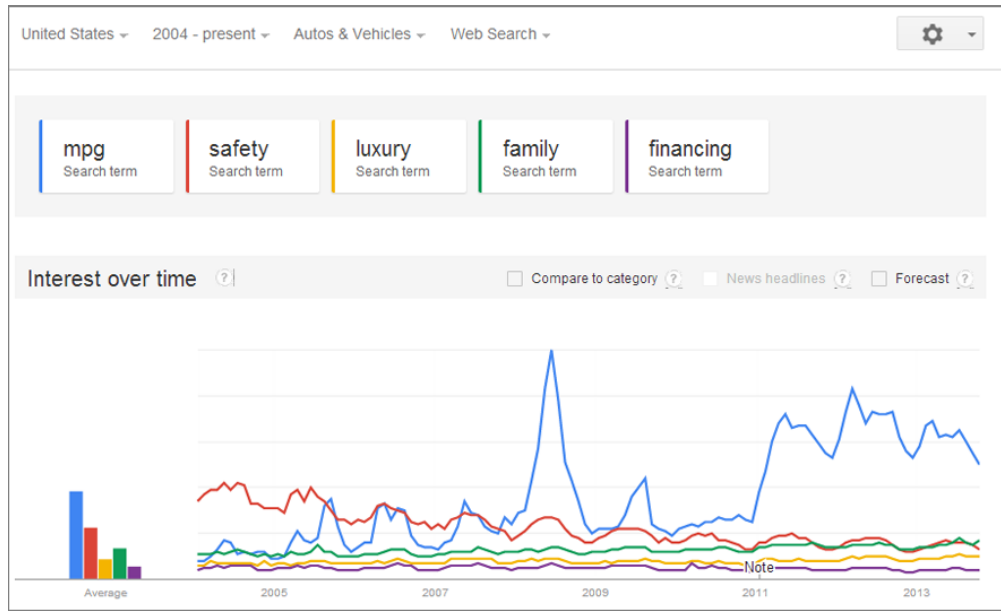 United States 2004 - present Autos & Vehicles Web Search
mpg safety luxury family financing
Search term Search term Search term Search term Search term
Interest over time ? Compare to category ? News headlines ? Forecast ?
Note
Average 2005 2007 2009 2011 2013